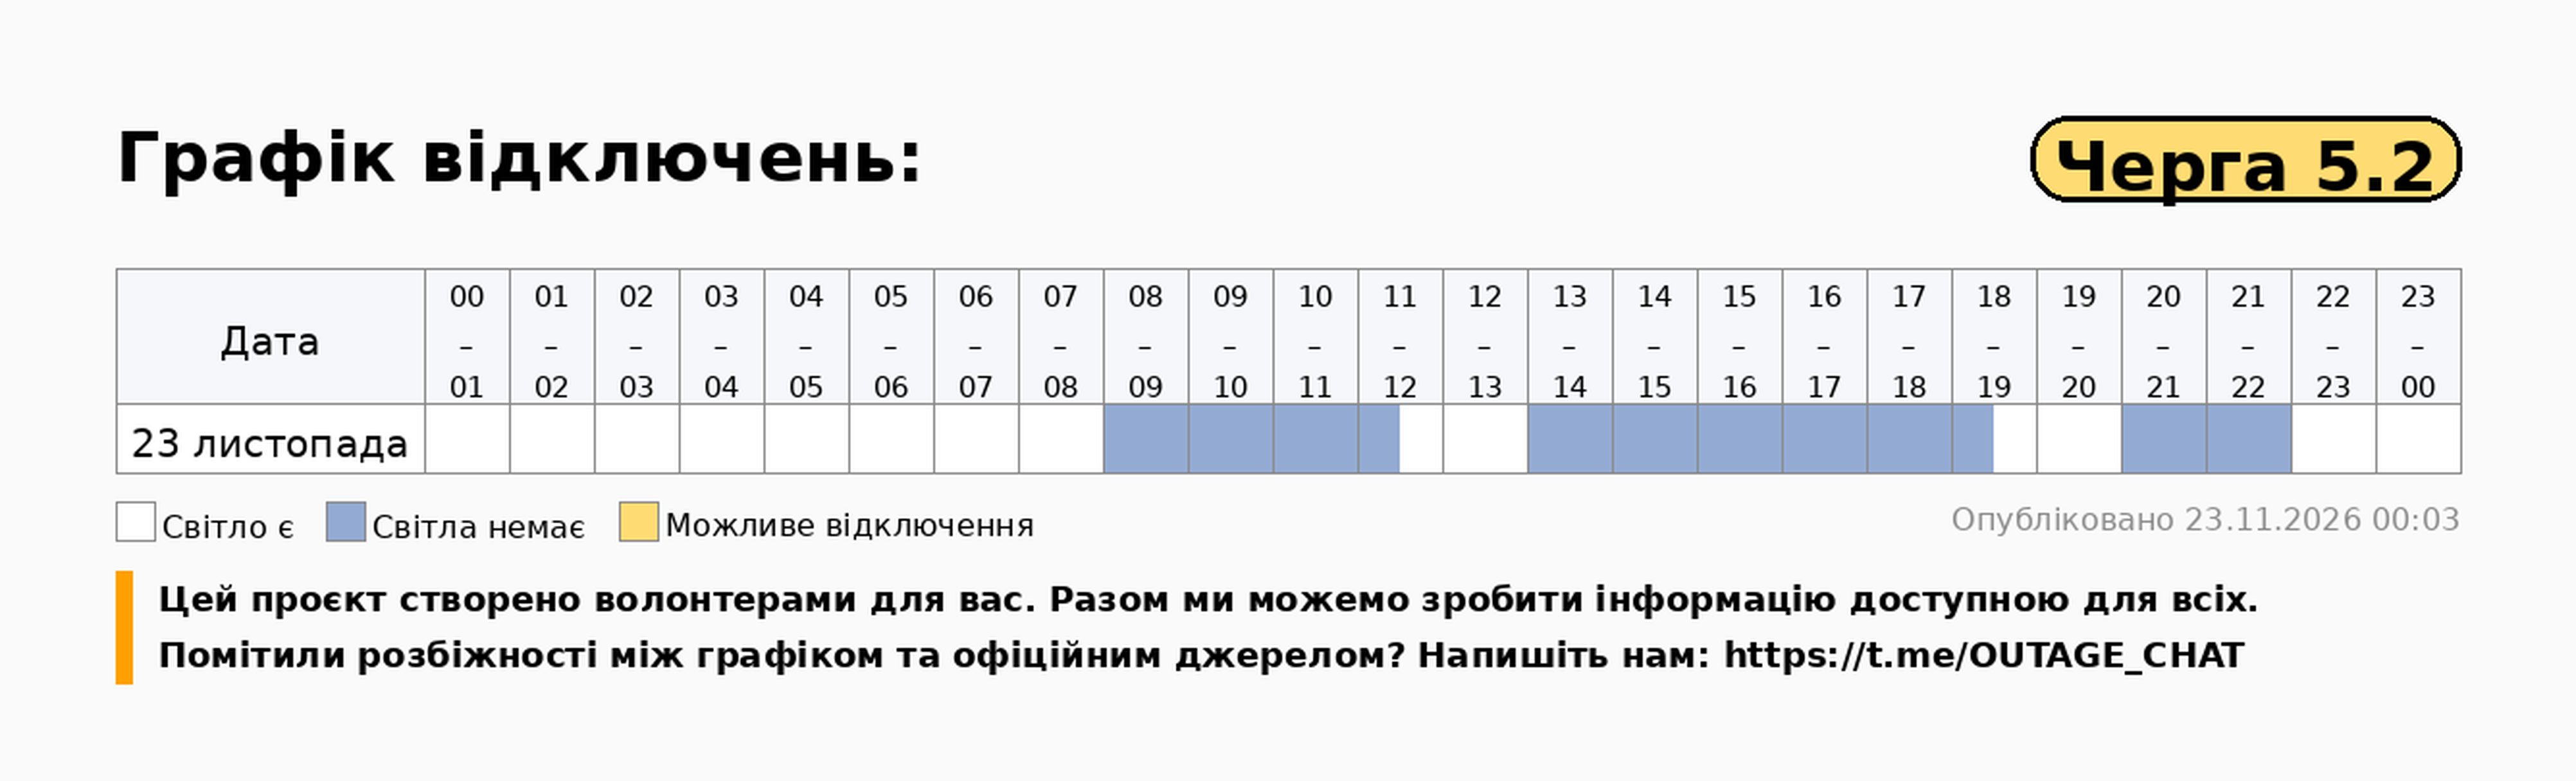 Графік відключень:
Черга 5.2
Дата
00 – 01
01 – 02
02 – 03
03 – 04
04 – 05
05 – 06
06 – 07
07 – 08
08 – 09
09 – 10
10 – 11
11 – 12
12 – 13
13 – 14
14 – 15
15 – 16
16 – 17
17 – 18
18 – 19
19 – 20
20 – 21
21 – 22
22 – 23
23 – 00
23 листопада
Світло є
Світла немає
Можливе відключення
Опубліковано 23.11.2026 00:03
Цей проєкт створено волонтерами для вас. Разом ми можемо зробити інформацію доступною для всіх.
Помітили розбіжності між графіком та офіційним джерелом? Напишіть нам: https://t.me/OUTAGE_CHAT